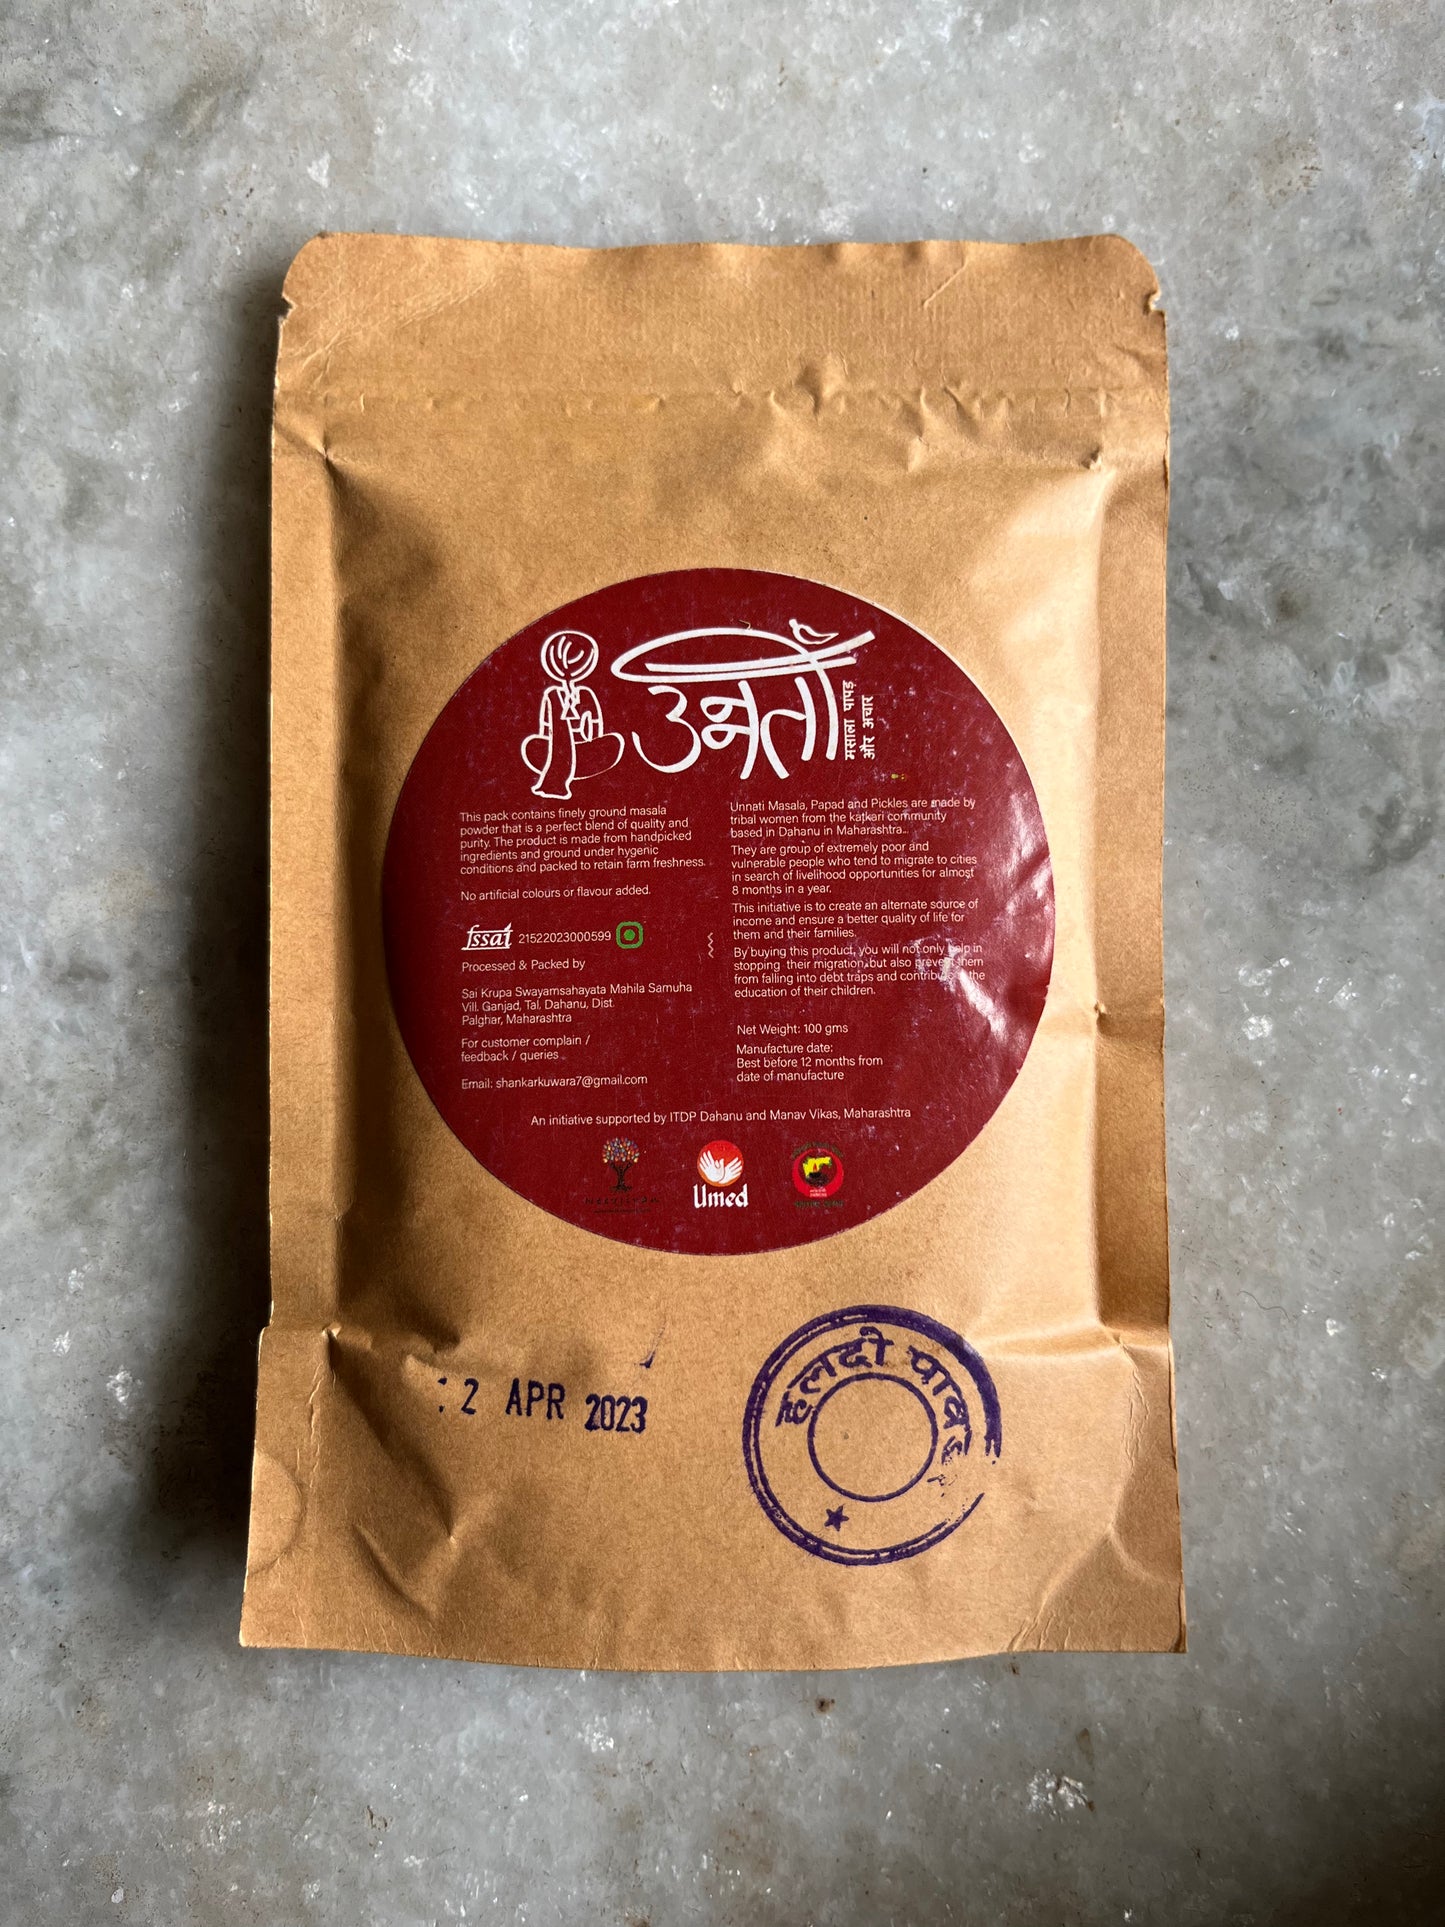 उन्नती
मसाला पापड़
और अचार
This pack contains finely ground masala
powder that is a perfect blend of quality and
purity. The product is made from handpicked
ingredients and ground under hygenic
conditions and packed to retain farm freshness.
No artificial colours or flavour added.
fssai 21522023000599
Processed & Packed by
Sai Krupa Swayamsahayata Mahila Samuha
Vill. Ganjad, Tal. Dahanu, Dist.
Palghar, Maharashtra
For customer complain /
feedback / queries
Email: shankarkuwara7@gmail.com
Unnati Masala, Papad and Pickles are made by
tribal women from the katkari community
based in Dahanu in Maharashtra..
They are group of extremely poor and
vulnerable people who tend to migrate to cities
in search of livelihood opportunities for almost
8 months in a year.
This initiative is to create an alternate source of
income and ensure a better quality of life for
them and their families.
By buying this product, you will not only help in
stopping their migration but also prevent them
from falling into debt traps and contribute the
education of their children.
Net Weight: 100 gms
Manufacture date:
Best before 12 months from
date of manufacture
An initiative supported by ITDP Dahanu and Manav Vikas, Maharashtra
Umed
2 APR 2023
हलदी पावडर